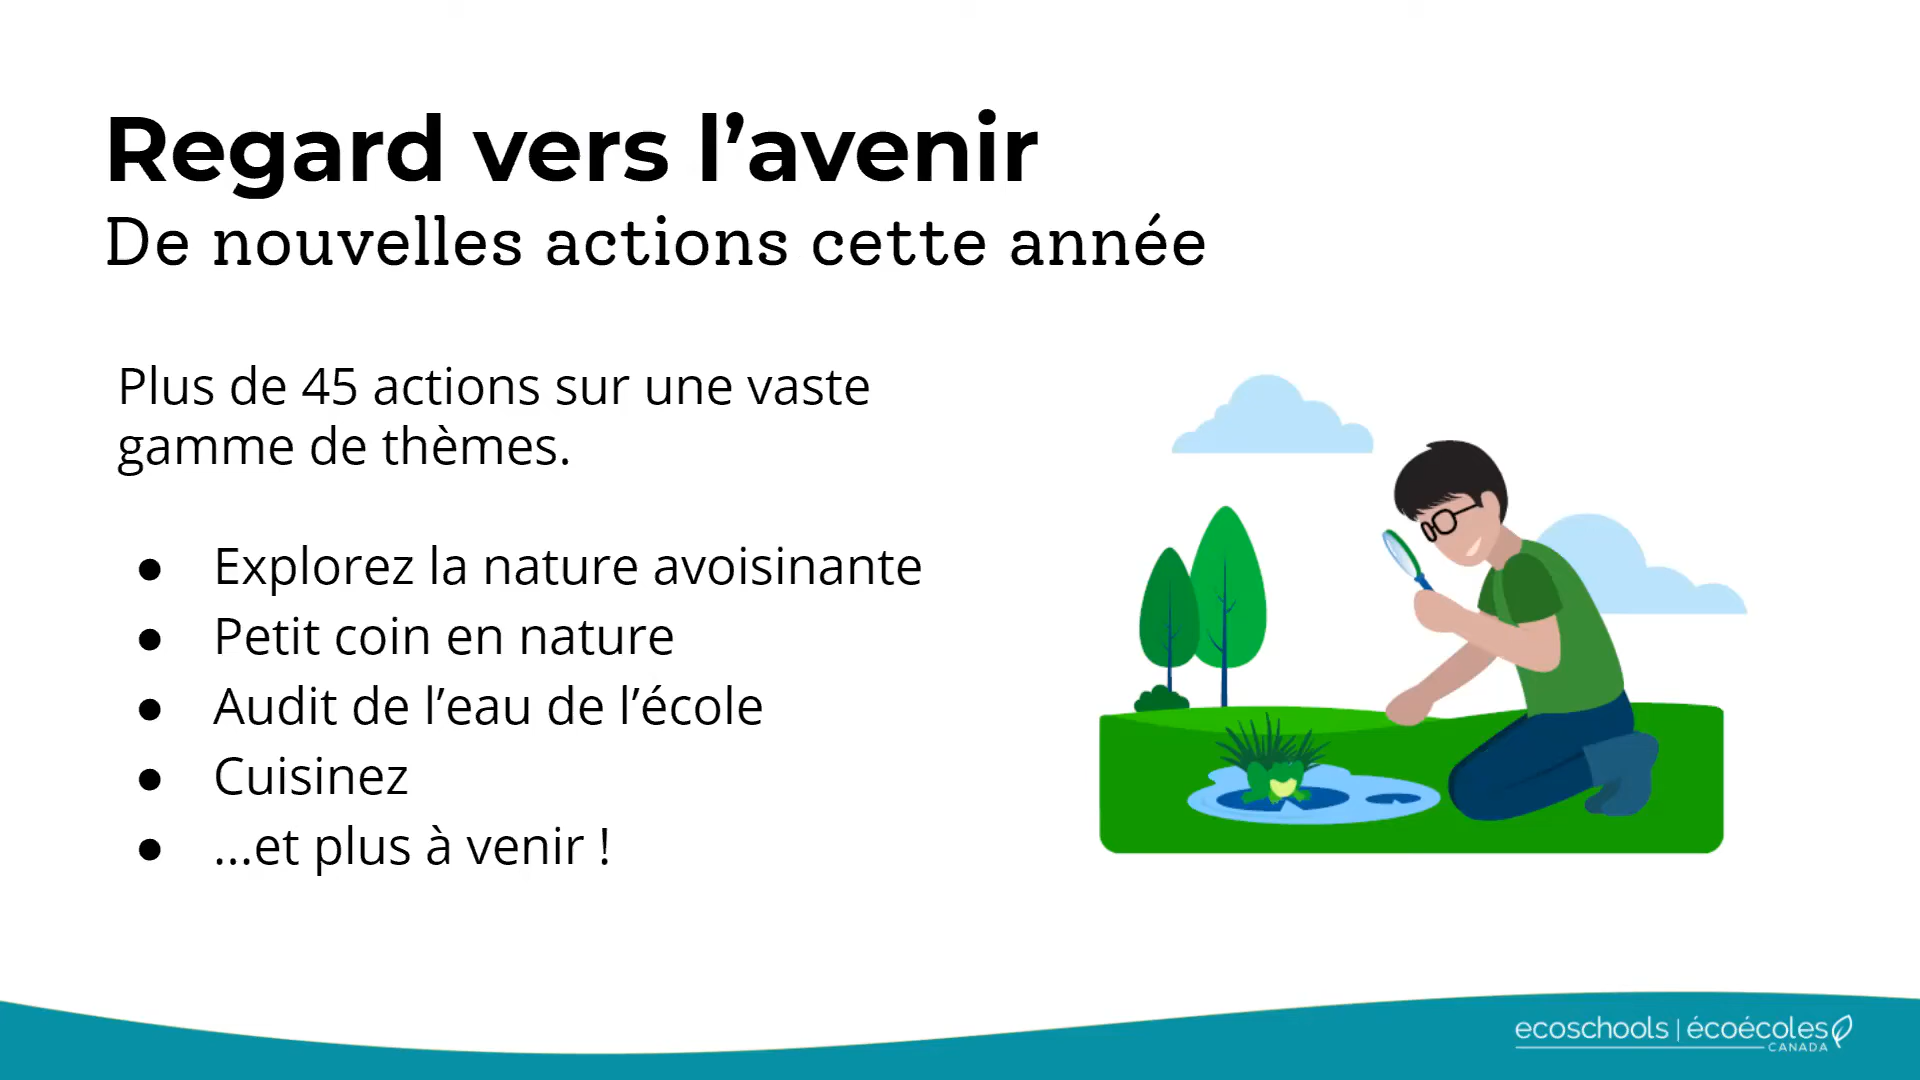 Regard vers l’avenir
De nouvelles actions cette année
Plus de 45 actions sur une vaste
gamme de thèmes.
● Explorez la nature avoisinante
● Petit coin en nature
● Audit de l’eau de l’école
● Cuisinez
● ...et plus à venir !
ecoschools | écoécoles
CANADA